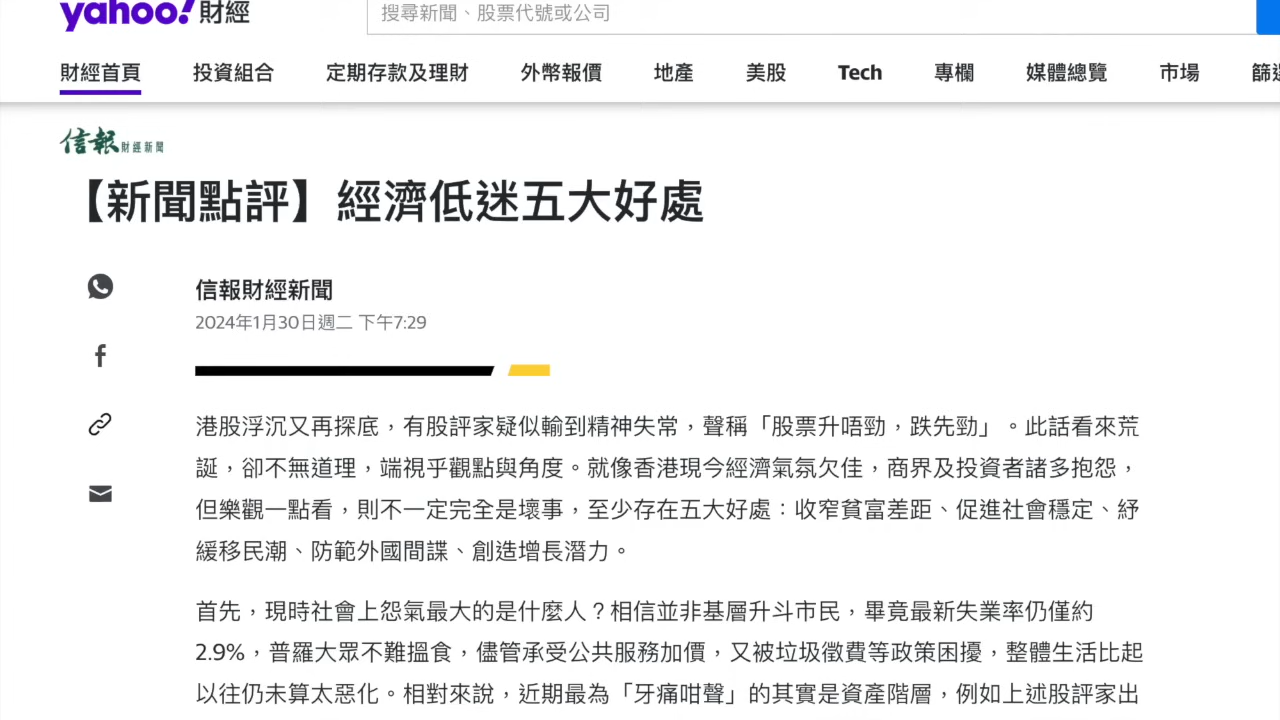 yahoo!財經
搜尋新聞、股票代號或公司
財經首頁 投資組合 定期存款及理財 外幣報價 地產 美股 Tech 專欄 媒體總覽 市場 篩選
信報財經新聞
【新聞點評】經濟低迷五大好處
信報財經新聞
2024年1月30日週二 下午7:29
港股浮沉又再探底，有股評家疑似輸到精神失常，聲稱「股票升唔勁，跌先勁」。此話看來荒
誕，卻不無道理，端視乎觀點與角度。就像香港現今經濟氣氛欠佳，商界及投資者諸多抱怨，
但樂觀一點看，則不一定完全是壞事，至少存在五大好處：收窄貧富差距、促進社會穩定、紓
緩移民潮、防範外國間諜、創造增長潛力。
首先，現時社會上怨氣最大的是什麼人？相信並非基層升斗市民，畢竟最新失業率仍僅約
2.9%，普羅大眾不難搵食，儘管承受公共服務加價，又被垃圾徵費等政策困擾，整體生活比起
以往仍未算太惡化。相對來說，近期最為「牙痛咁聲」的其實是資產階層，例如上述股評家出